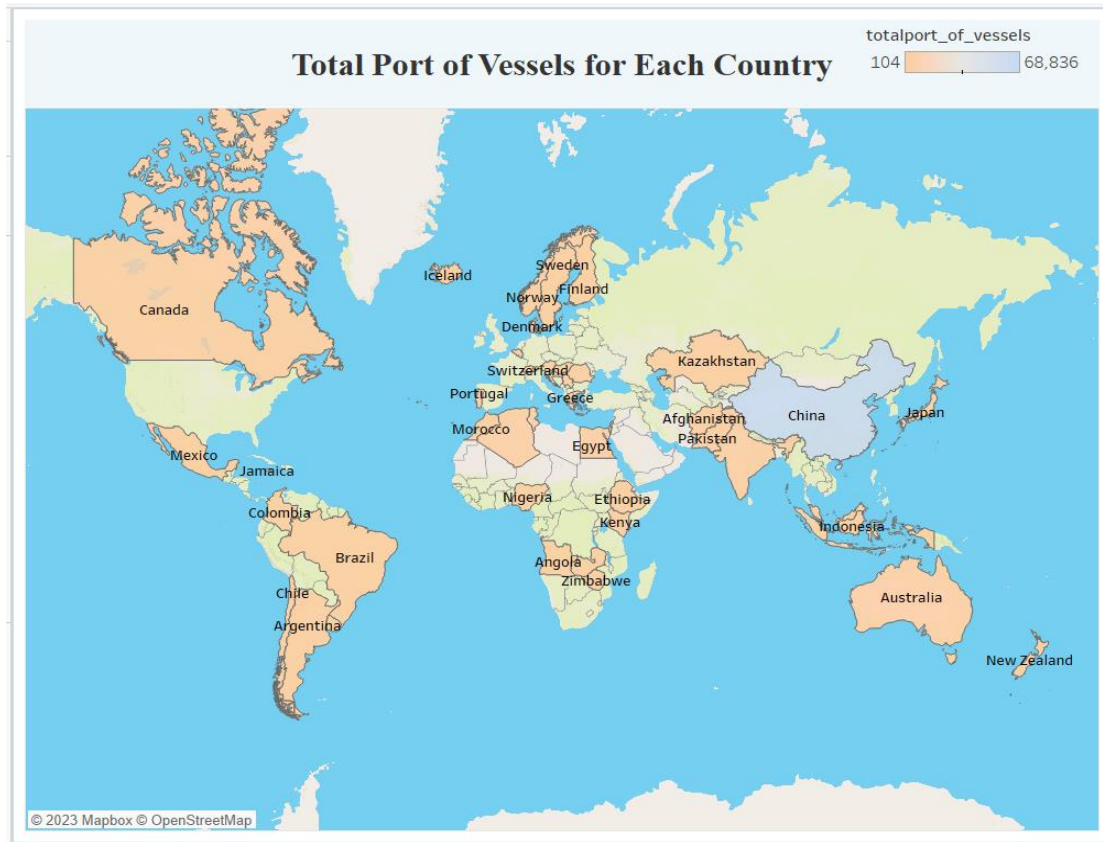 totalport_of_vessels
Total Port of Vessels for Each Country
104 68,836
Iceland
Sweden
Finland
Norway
Canada
Denmark
Kazakhstan
Switzerland
Portugal
Greece
Afghanistan
China
Japan
Morocco
Egypt
Pakistan
Mexico
Jamaica
Nigeria
Ethiopia
Colombia
Kenya
Indonesia
Brazil
Angola
Zimbabwe
Chile
Australia
Argentina
New Zealand
© 2023 Mapbox © OpenStreetMap